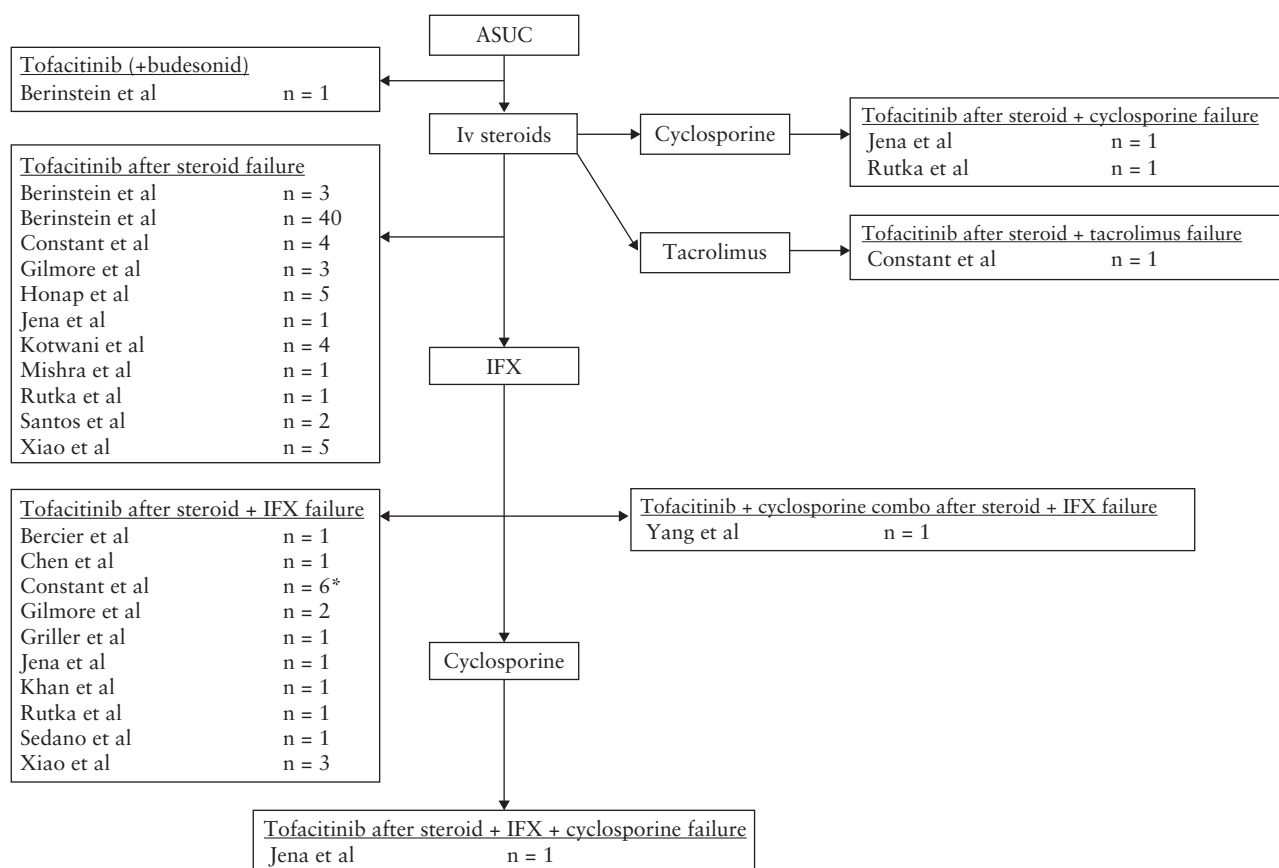 ASUC
Tofacitinib (+budesonid)
Berinstein et al n = 1
Iv steroids
Cyclosporine
Tofacitinib after steroid + cyclosporine failure
Jena et al n = 1
Rutka et al n = 1
Tofacitinib after steroid failure
Berinstein et al n = 3
Berinstein et al n = 40
Constant et al n = 4
Gilmore et al n = 3
Honap et al n = 5
Jena et al n = 1
Kotwani et al n = 4
Mishra et al n = 1
Rutka et al n = 1
Santos et al n = 2
Xiao et al n = 5
Tacrolimus
Tofacitinib after steroid + tacrolimus failure
Constant et al n = 1
IFX
Tofacitinib after steroid + IFX failure
Bercier et al n = 1
Chen et al n = 1
Constant et al n = 6*
Gilmore et al n = 2
Griller et al n = 1
Jena et al n = 1
Khan et al n = 1
Rutka et al n = 1
Sedano et al n = 1
Xiao et al n = 3
Tofacitinib + cyclosporine combo after steroid + IFX failure
Yang et al n = 1
Cyclosporine
Tofacitinib after steroid + IFX + cyclosporine failure
Jena et al n = 1